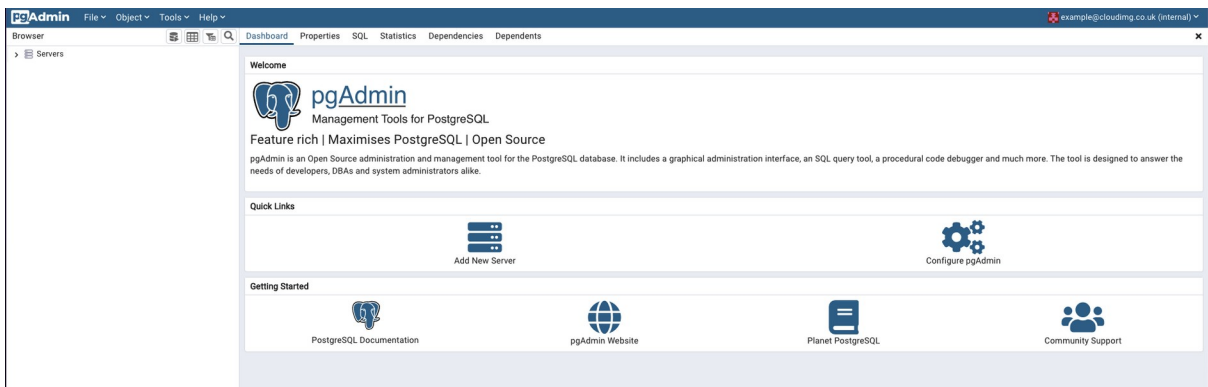 pgAdmin File Object Tools Help example@cloudimg.co.uk (internal)
Browser Dashboard Properties SQL Statistics Dependencies Dependents
Servers
Welcome
pgAdmin
Management Tools for PostgreSQL
Feature rich | Maximises PostgreSQL | Open Source
pgAdmin is an Open Source administration and management tool for the PostgreSQL database. It includes a graphical administration interface, an SQL query tool, a procedural code debugger and much more. The tool is designed to answer the
needs of developers, DBAs and system administrators alike.
Quick Links
Add New Server Configure pgAdmin
Getting Started
PostgreSQL Documentation pgAdmin Website Planet PostgreSQL Community Support